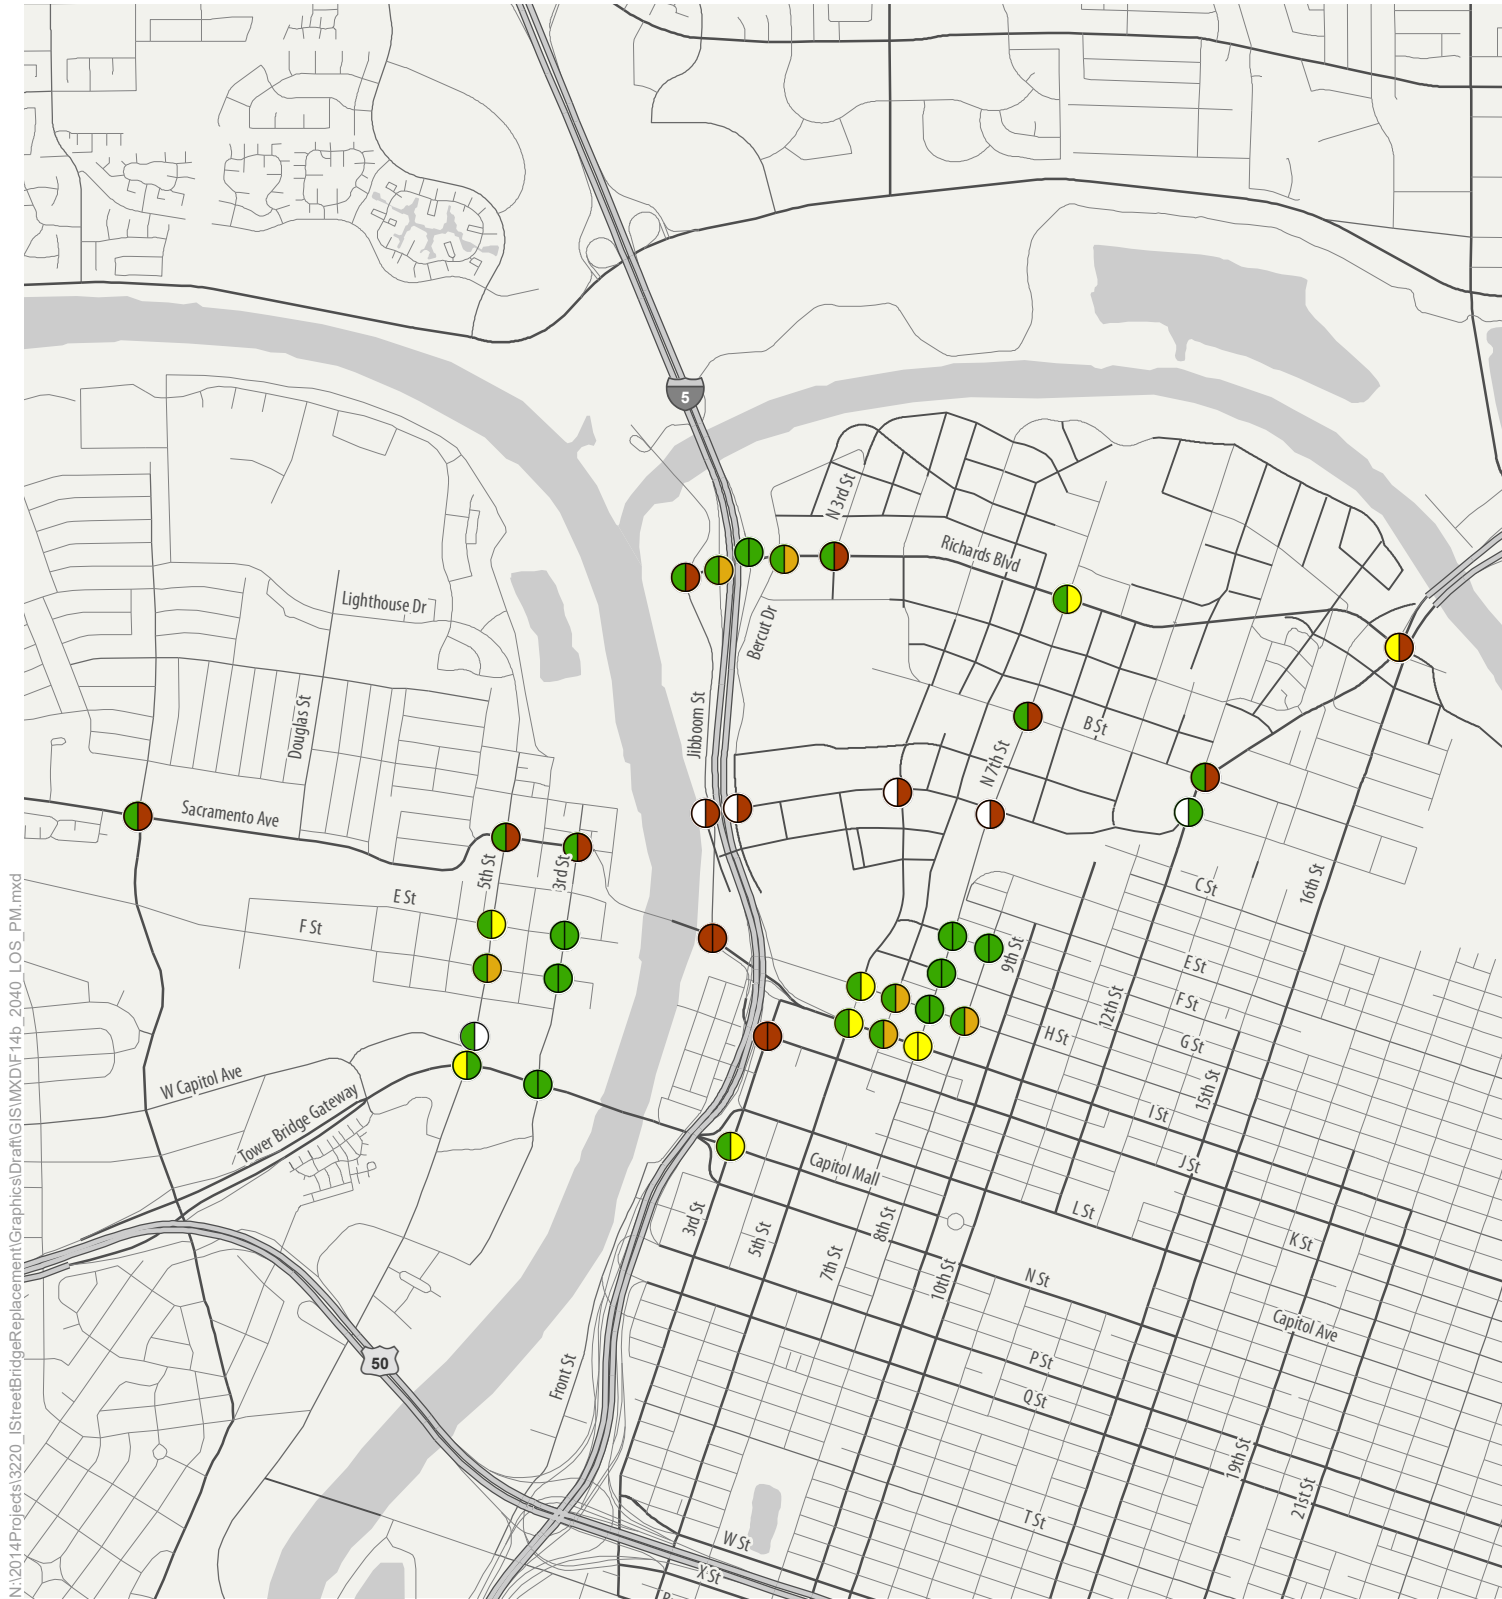 5
N 3rd St
Richards Blvd
Lighthouse Dr
Bercut Dr
Douglas St
Jibboom St
B St
N 7th St
Sacramento Ave
5th St
3rd St
E St
F St
C St
16th St
9th St
E St
F St
12th St
G St
H St
15th St
W Capitol Ave
Tower Bridge Gateway
I St
J St
Capitol Mall
L St
3rd St
5th St
8th St
7th St
K St
10th St
N St
Capitol Ave
50
Front St
P St
Q St
19th St
21st St
T St
W St
X St
N:\2014Projects\3220_IStreetBridgeReplacement\Graphics\Draft\GIS\MXD\F14b_2040_LOS_PM.mxd